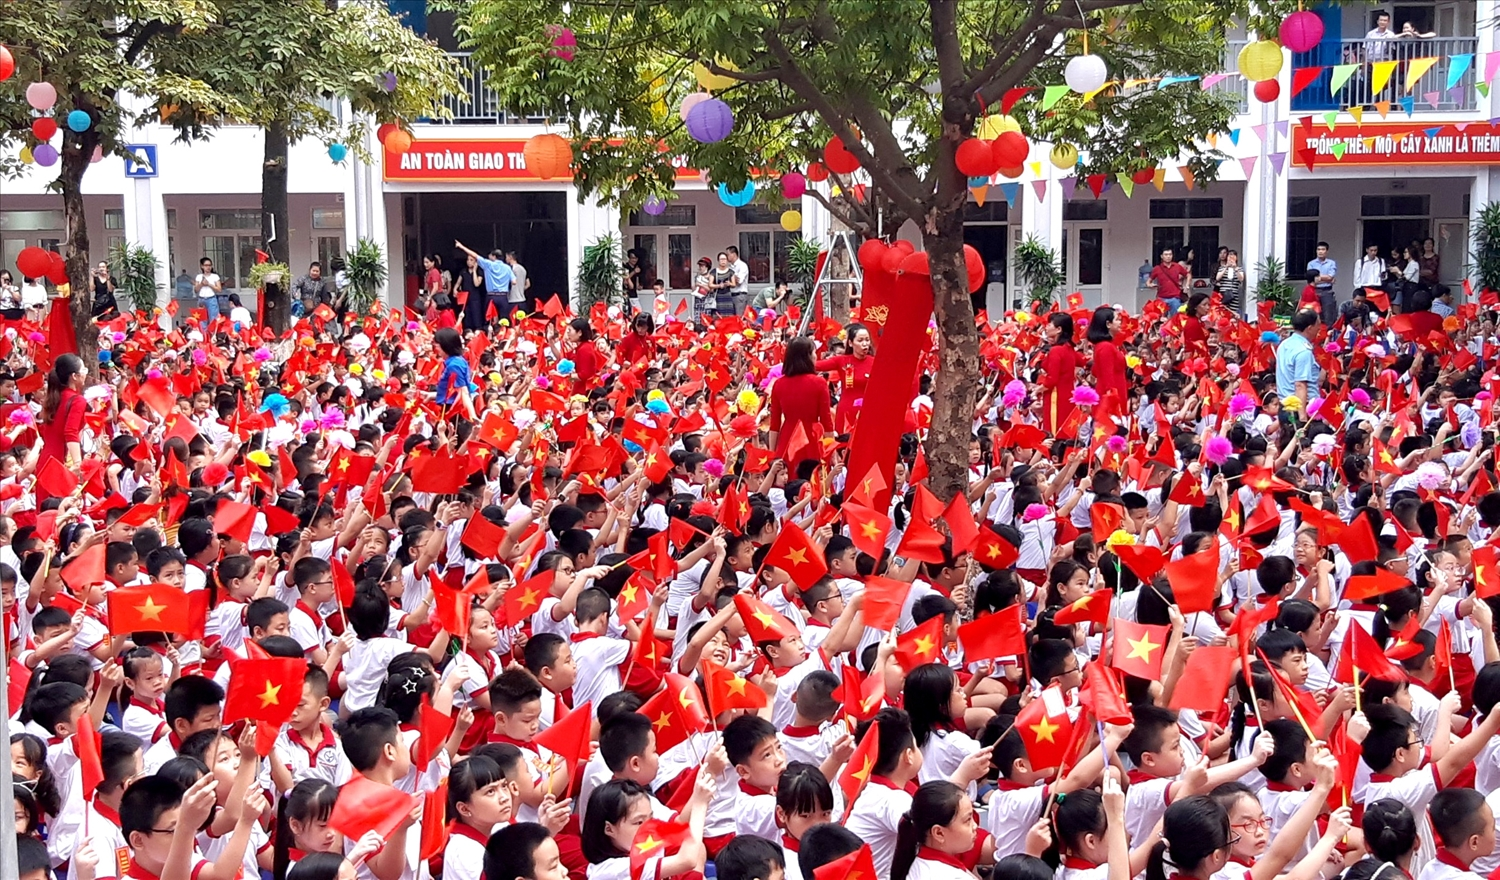 A
AN TOÀN GIAO TH
TRỒNG THÊM MỘT CÂY XANH LÀ THÊM